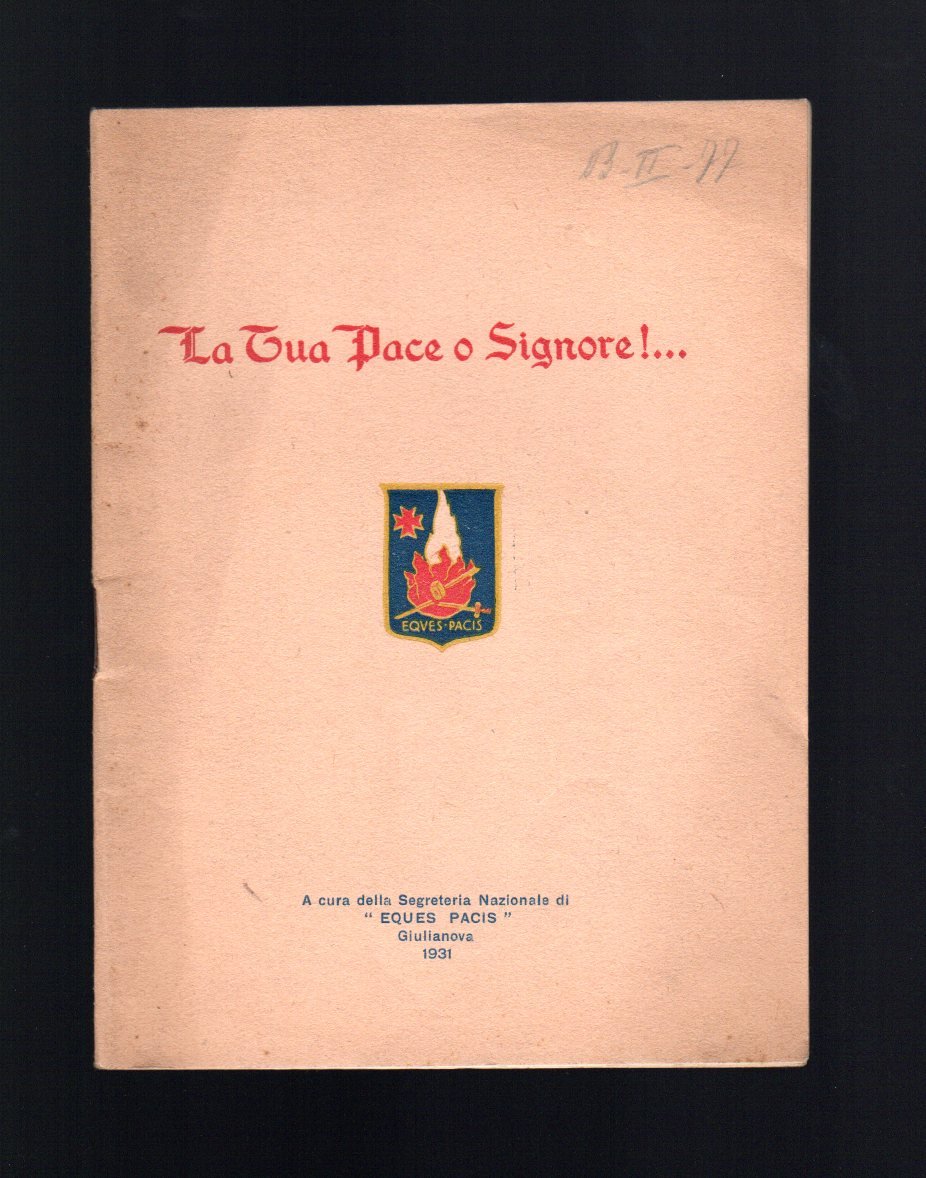 B-II-77
La Tua Pace o Signore!...
EQVES·PACIS
A cura della Segreteria Nazionale di
“ EQUES PACIS ”
Giulianova
1931